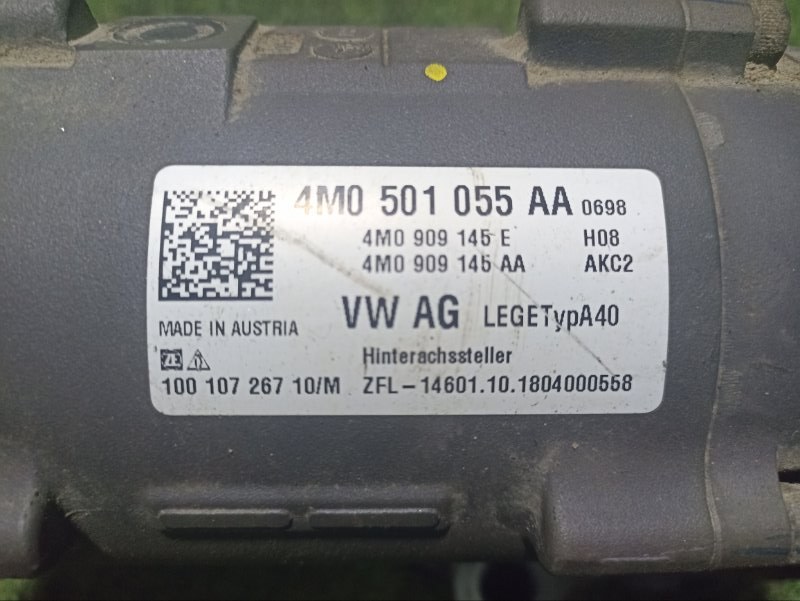 4M0 501 055 AA 0698
4M0 909 145 E H08
4M0 909 145 AA AKC2
VW AG LEGETypA40
MADE IN AUSTRIA
Hinterachssteller
ZF
100 107 267 10/M ZFL-14601.10.1804000558